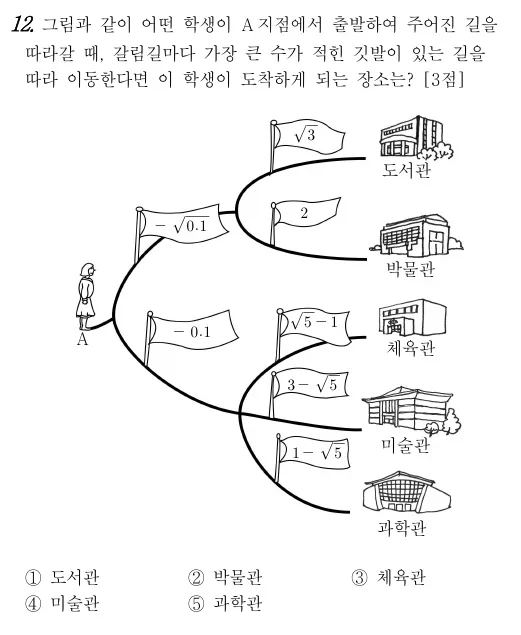 12. 그림과 같이 어떤 학생이 A 지점에서 출발하여 주어진 길을
따라갈 때, 갈림길마다 가장 큰 수가 적힌 깃발이 있는 길을
따라 이동한다면 이 학생이 도착하게 되는 장소는? [3점]
√3
도서관
2
박물관
－√0.1
A
－0.1
√5－1
체육관
3－√5
미술관
1－√5
과학관
① 도서관 ② 박물관 ③ 체육관
④ 미술관 ⑤ 과학관